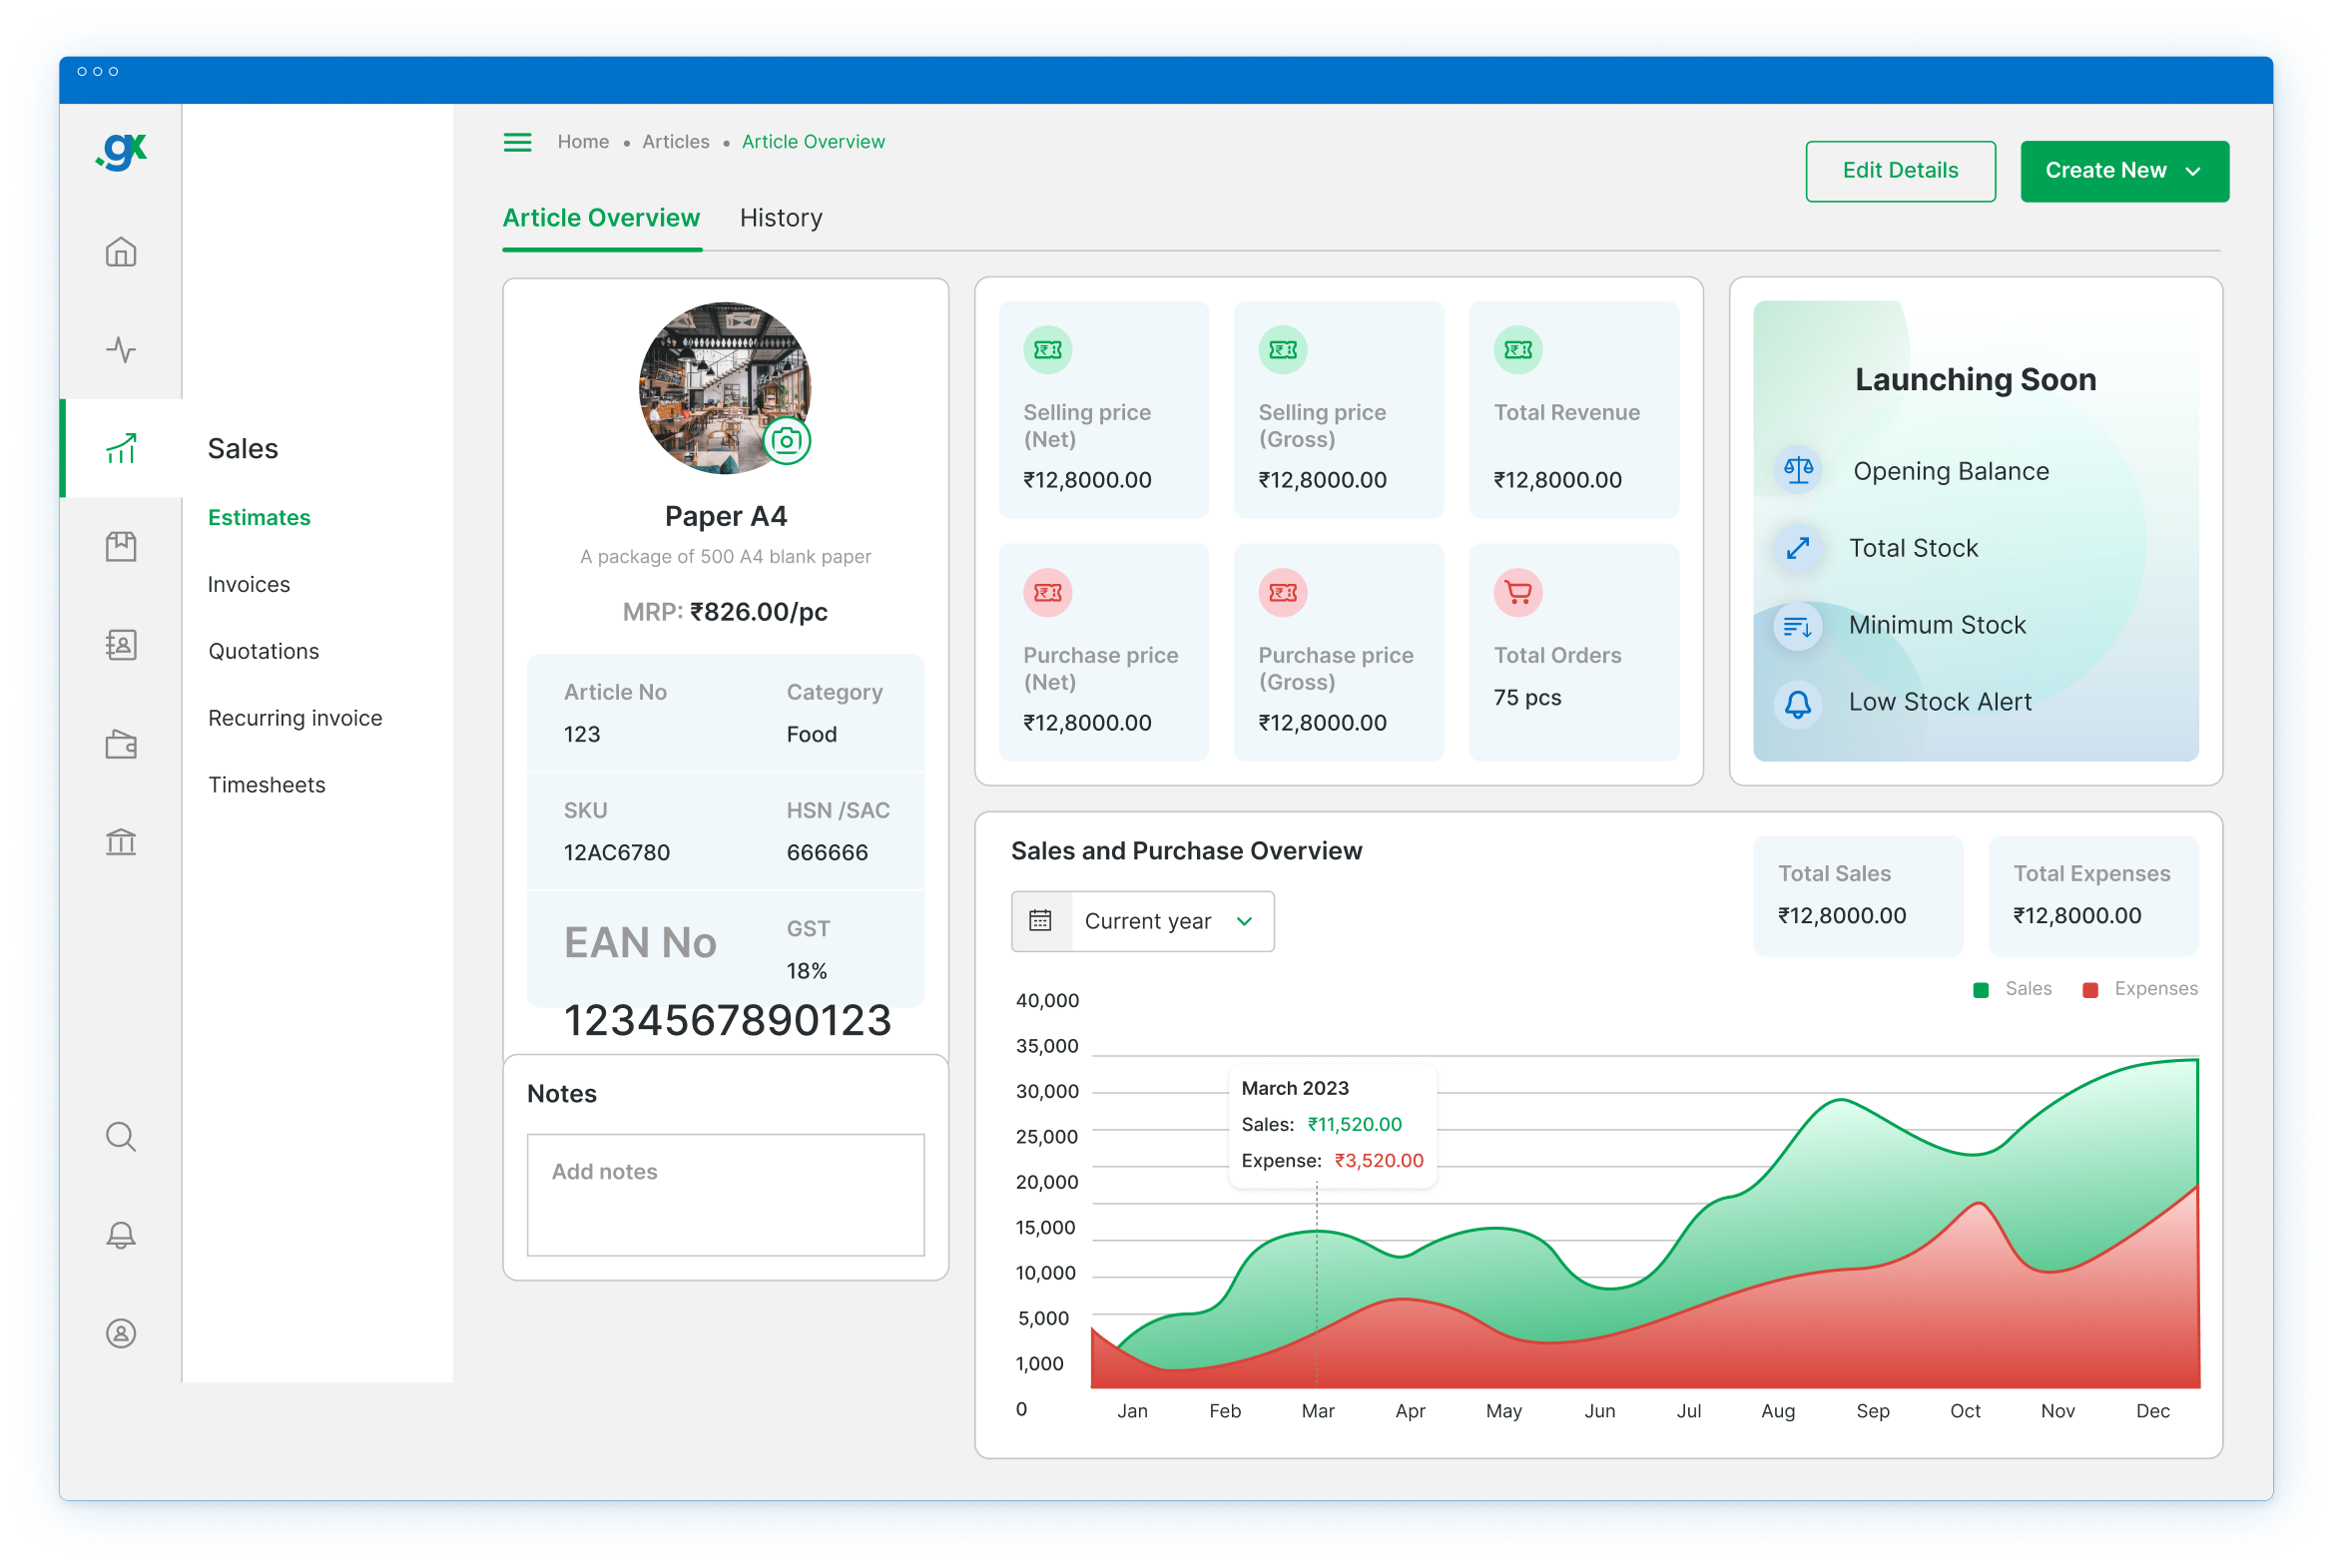 .gx
Home • Articles • Article Overview
Edit Details
Create New
Article Overview
History
Sales
Estimates
Invoices
Quotations
Recurring invoice
Timesheets
Paper A4
A package of 500 A4 blank paper
MRP: ₹826.00/pc
Article No
Category
123
Food
SKU
HSN /SAC
12AC6780
666666
EAN No
GST
18%
1234567890123
Notes
Add notes
Selling price
(Net)
₹12,8000.00
Selling price
(Gross)
₹12,8000.00
Total Revenue
₹12,8000.00
Purchase price
(Net)
₹12,8000.00
Purchase price
(Gross)
₹12,8000.00
Total Orders
75 pcs
Launching Soon
Opening Balance
Total Stock
Minimum Stock
Low Stock Alert
Sales and Purchase Overview
Current year
Total Sales
₹12,8000.00
Total Expenses
₹12,8000.00
Sales
Expenses
40,000
35,000
30,000
25,000
20,000
15,000
10,000
5,000
1,000
0
March 2023
Sales: ₹11,520.00
Expense: ₹3,520.00
Jan Feb Mar Apr May Jun Jul Aug Sep Oct Nov Dec